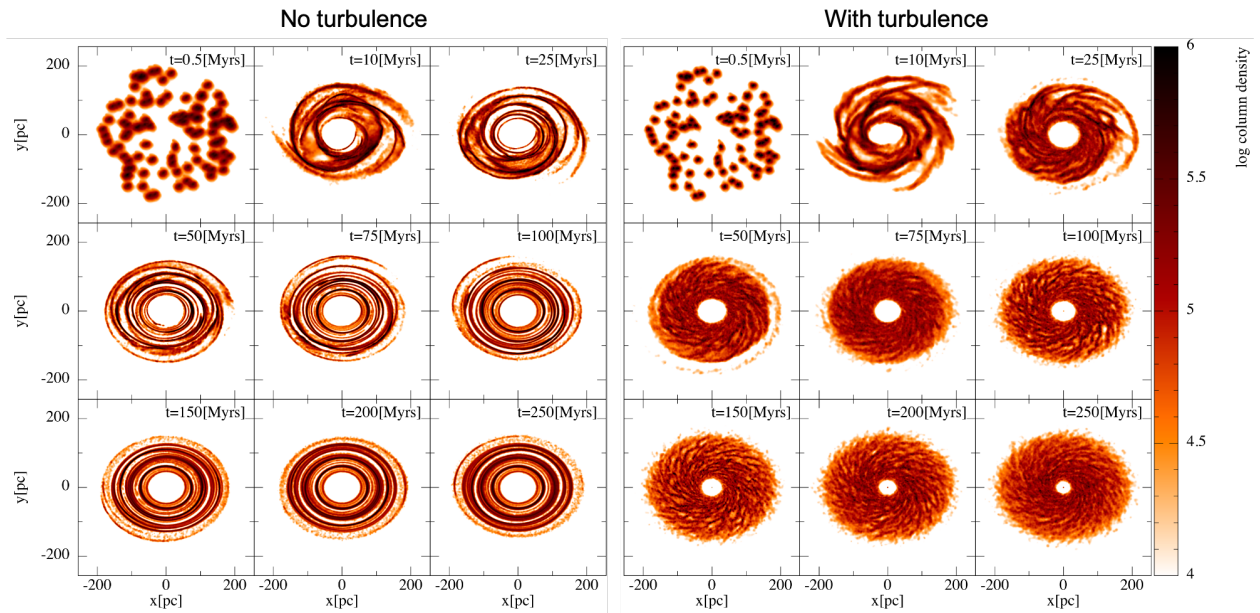 No turbulence
With turbulence
t=0.5[Myrs] t=10[Myrs] t=25[Myrs] t=0.5[Myrs] t=10[Myrs] t=25[Myrs]
200
y[pc]
0
-200
t=50[Myrs] t=75[Myrs] t=100[Myrs] t=50[Myrs] t=75[Myrs] t=100[Myrs]
200
y[pc]
0
-200
t=150[Myrs] t=200[Myrs] t=250[Myrs] t=150[Myrs] t=200[Myrs] t=250[Myrs]
200
y[pc]
0
-200
-200 0 200 -200 0 200 -200 0 200 -200 0 200 -200 0 200 -200 0 200
x[pc] x[pc] x[pc] x[pc] x[pc] x[pc]
6
5.5
5
4.5
4
log column density